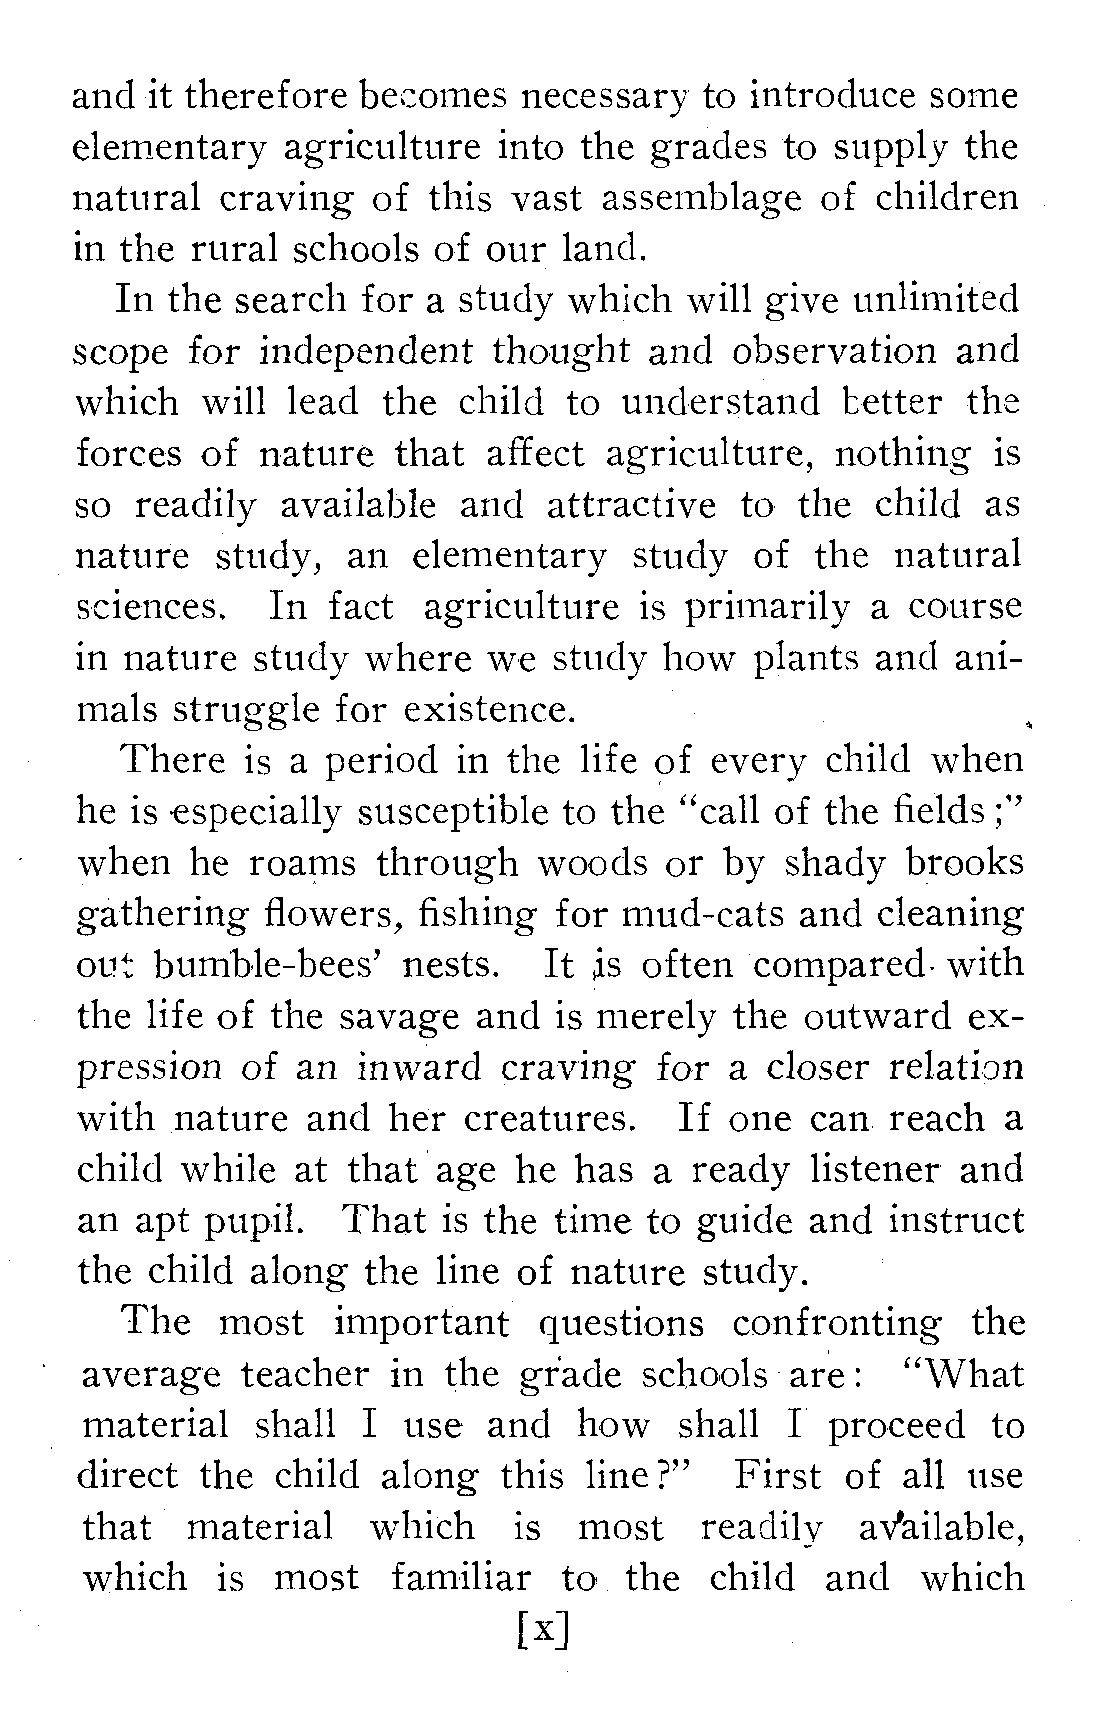 and it therefore becomes necessary to introduce some
elementary agriculture into the grades to supply the
natural craving of this vast assemblage of children
in the rural schools of our land.
In the search for a study which will give unlimited
scope for independent thought and observation and
which will lead the child to understand better the
forces of nature that affect agriculture, nothing is
so readily available and attractive to the child as
nature study, an elementary study of the natural
sciences. In fact agriculture is primarily a course
in nature study where we study how plants and ani-
mals struggle for existence.
There is a period in the life of every child when
he is especially susceptible to the “call of the fields;”
when he roams through woods or by shady brooks
gathering flowers, fishing for mud-cats and cleaning
out bumble-bees’ nests. It is often compared with
the life of the savage and is merely the outward ex-
pression of an inward craving for a closer relation
with nature and her creatures. If one can reach a
child while at that age he has a ready listener and
an apt pupil. That is the time to guide and instruct
the child along the line of nature study.
The most important questions confronting the
average teacher in the grade schools are: “What
material shall I use and how shall I proceed to
direct the child along this line?” First of all use
that material which is most readily available,
which is most familiar to the child and which
[x]